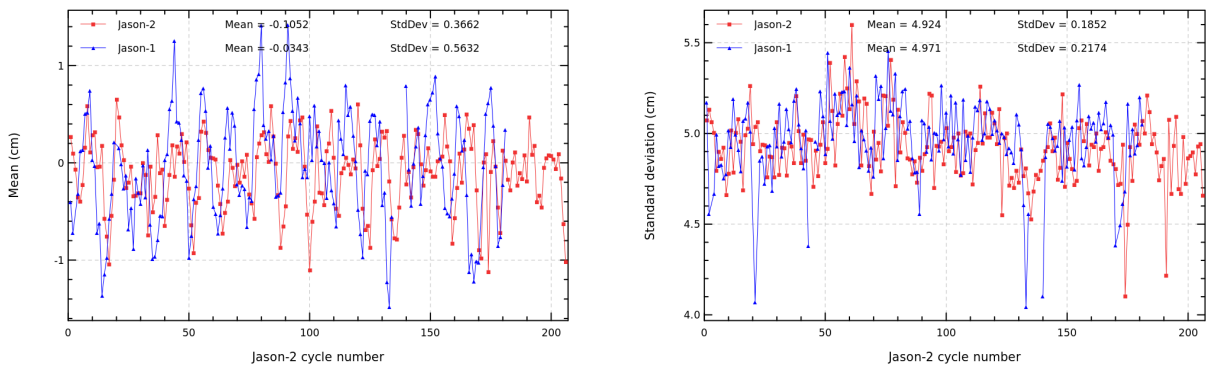 Jason-2 Mean = -0.1052 StdDev = 0.3662
Jason-1 Mean = -0.0343 StdDev = 0.5632
1
0
-1
Mean (cm)
0 50 100 150 200
Jason-2 cycle number
Jason-2 Mean = 4.924 StdDev = 0.1852
Jason-1 Mean = 4.971 StdDev = 0.2174
5.5
5.0
4.5
4.0
Standard deviation (cm)
0 50 100 150 200
Jason-2 cycle number